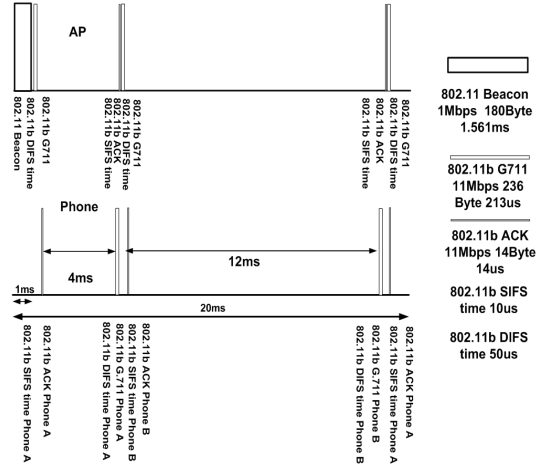 AP
802.11 Beacon
802.11b DIFS time
802.11b G711
802.11b SIFS time
802.11b ACK
802.11b DIFS time
802.11b G711
802.11b SIFS time
802.11b ACK
802.11b DIFS time
802.11b G711
Phone
4ms
12ms
1ms
20ms
802.11b SIFS time Phone A
802.11b ACK Phone A
802.11b DIFS time Phone A
802.11b G.711 Phone A
802.11b SIFS time Phone B
802.11b ACK Phone B
802.11b DIFS time Phone B
802.11b G.711 Phone B
802.11b SIFS time Phone A
802.11b ACK Phone A
802.11 Beacon
1Mbps 180Byte
1.561ms
802.11b G711
11Mbps 236
Byte 213us
802.11b ACK
11Mbps 14Byte
14us
802.11b SIFS
time 10us
802.11b DIFS
time 50us